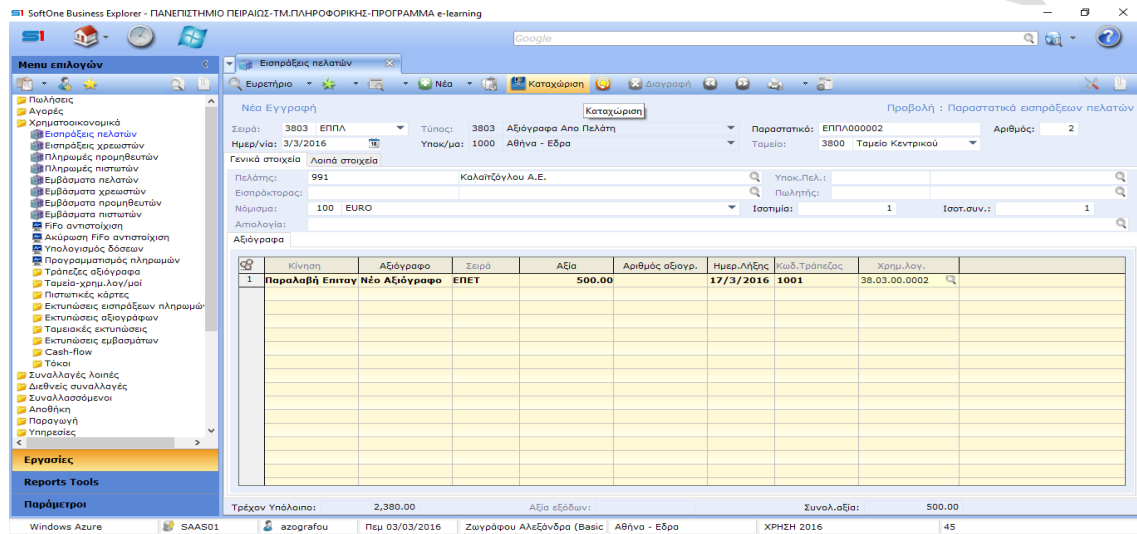 S1 SoftOne Business Explorer - ΠΑΝΕΠΙΣΤΗΜΙΟ ΠΕΙΡΑΙΩΣ-ΤΜ.ΠΛΗΡΟΦΟΡΙΚΗΣ-ΠΡΟΓΡΑΜΜΑ e-learning
S1 Google
Menu επιλογών
Εισπράξεις πελατών
Ευρετήριο Νέα Καταχώριση Διαγραφή
Πωλήσεις
Αγορές
Χρηματοοικονομικά
Εισπράξεις πελατών
Εισπράξεις χρεωστών
Πληρωμές προμηθευτών
Πληρωμές πιστωτών
Εμβάσματα πελατών
Εμβάσματα χρεωστών
Εμβάσματα προμηθευτών
Εμβάσματα πιστωτών
FiFo αντιστοίχιση
Ακύρωση FiFo αντιστοίχιση
Υπολογισμός δόσεων
Προγραμματισμός πληρωμών
Τράπεζες αξιόγραφα
Ταμεία-χρημ.λογ/μοί
Πιστωτικές κάρτες
Εκτυπώσεις εισπράξεων πληρωμώ
Εκτυπώσεις αξιογράφων
Ταμειακές εκτυπώσεις
Εκτυπώσεις εμβασμάτων
Cash-flow
Τόκοι
Συναλλαγές λοιπές
Διεθνείς συναλλαγές
Συναλλασσόμενοι
Αποθήκη
Παραγωγή
Υπηρεσίες
Εργασίες
Reports Tools
Παράμετροι
Νέα Εγγραφή Καταχώριση Προβολή : Παραστατικά εισπράξεων πελατών
Σειρά: 3803 ΕΠΠΛ Τύπος: 3803 Αξιόγραφα Απο Πελάτη Παραστατικό: ΕΠΠΛ000002 Αριθμός: 2
Ημερ/νία: 3/3/2016 Υποκ/μα: 1000 Αθήνα - Εδρα Ταμείο: 3800 Ταμείο Κεντρικού
Γενικά στοιχεία Λοιπά στοιχεία
Πελάτης: 991 Καλαϊτζόγλου Α.Ε. Υποκ.Πελ.:
Εισπράκτορας: Πωλητής:
Νόμισμα: 100 EURO Ισοτιμία: 1 Ισοτ.συν.: 1
Αιτιολογία:
Αξιόγραφα
Κίνηση Αξιόγραφο Σειρά Αξία Αριθμός αξιογρ. Ημερ.Λήξης Κωδ.Τράπεζας Χρημ.λογ.
1 Παραλαβή Επιταγ Νέο Αξιόγραφο ΕΠΕΤ 500.00 17/3/2016 1001 38.03.00.0002
Τρέχον Υπόλοιπο: 2,380.00 Αξία εξόδων: Συνολ.αξία: 500.00
Windows Azure SAAS01 azografou Πεμ 03/03/2016 Ζωγράφου Αλεξάνδρα (Basic Αθήνα - Εδρα ΧΡΗΣΗ 2016 45